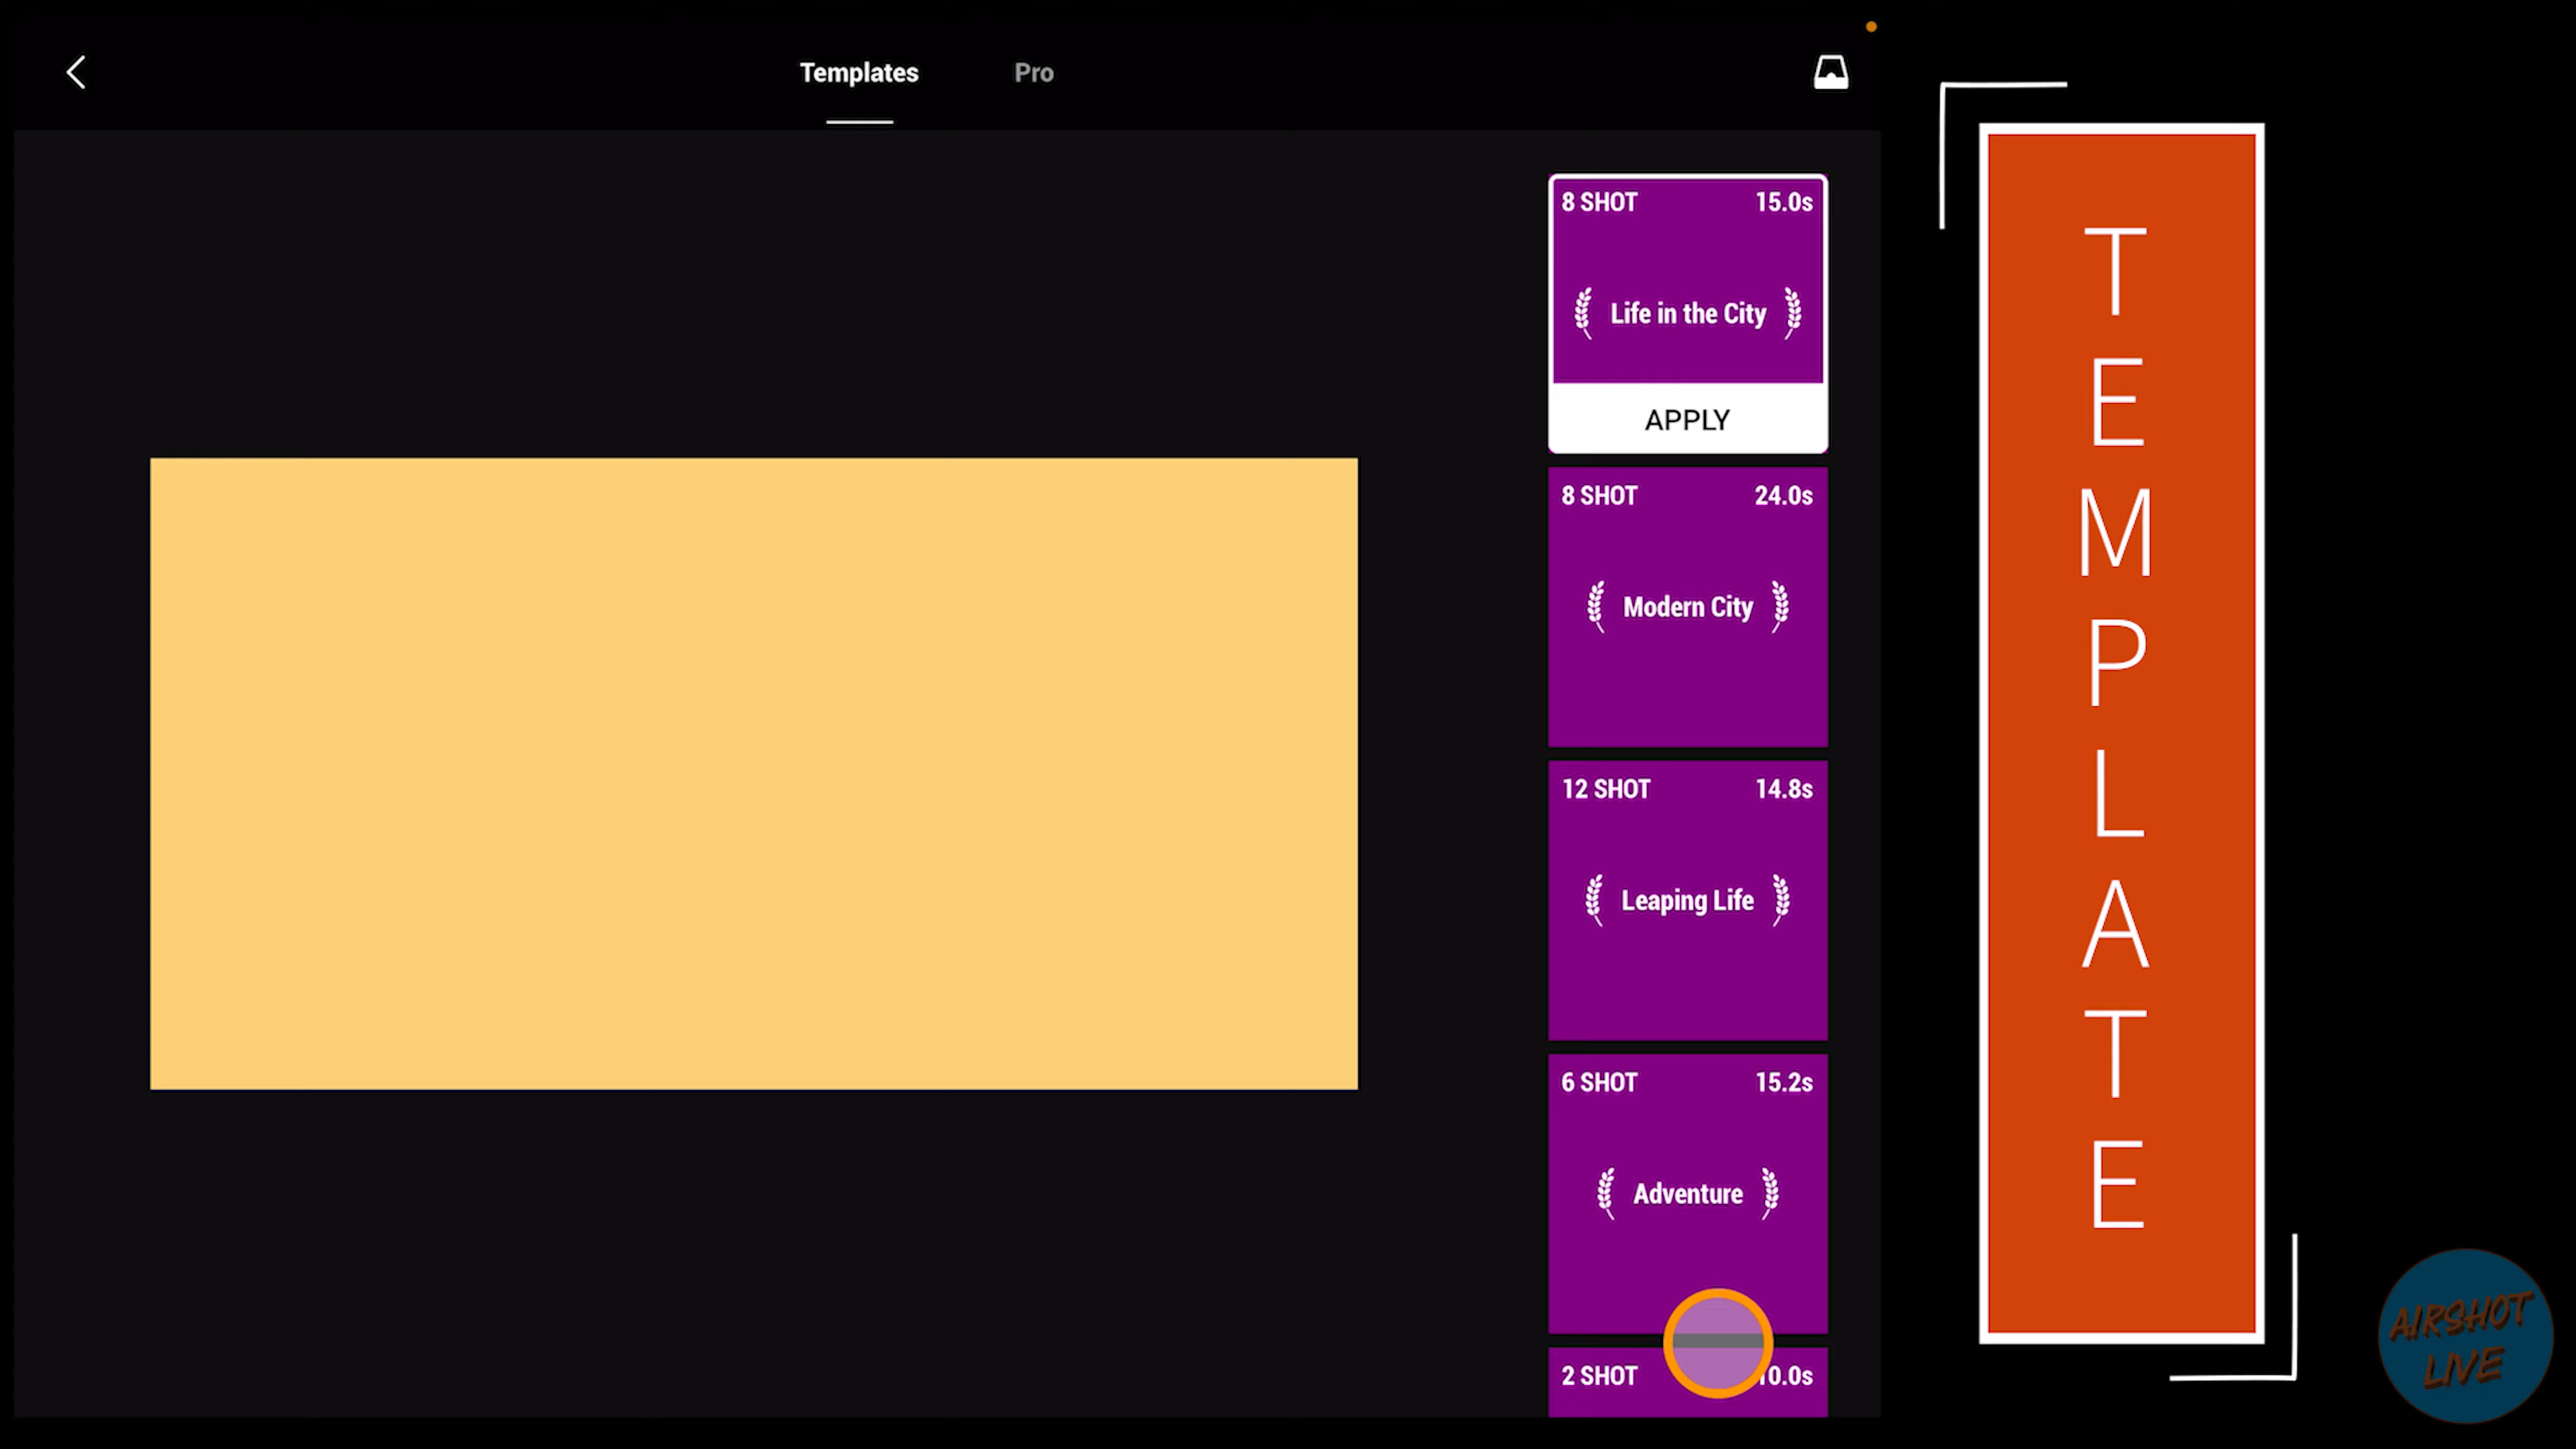 Templates Pro
8 SHOT 15.0s
Life in the City
APPLY
8 SHOT 24.0s
Modern City
12 SHOT 14.8s
Leaping Life
6 SHOT 15.2s
Adventure
2 SHOT
TEMPLATE
AIRSHOT
LIVE